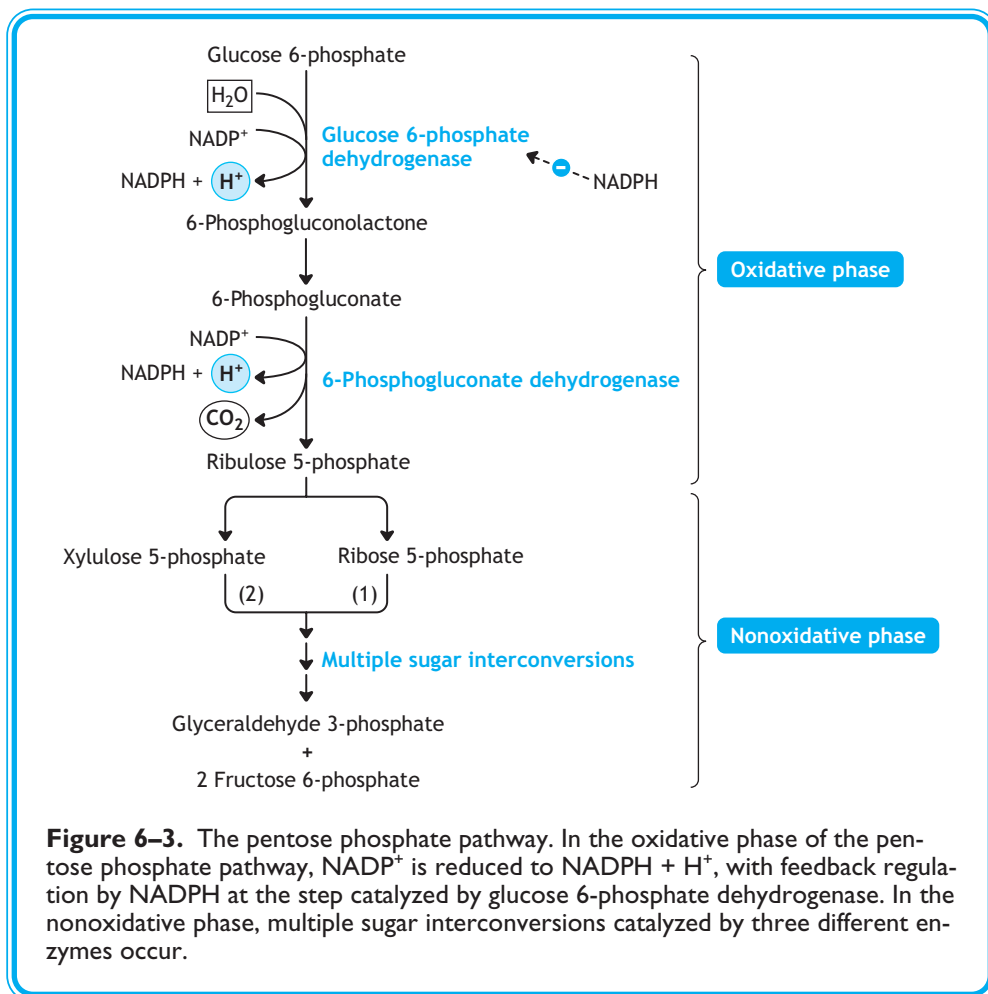 Glucose 6-phosphate
H₂O
NADP⁺
Glucose 6-phosphate
dehydrogenase
NADPH + H⁺
NADPH
6-Phosphogluconolactone
Oxidative phase
6-Phosphogluconate
NADP⁺
NADPH + H⁺
6-Phosphogluconate dehydrogenase
CO₂
Ribulose 5-phosphate
Xylulose 5-phosphate
Ribose 5-phosphate
(2)
(1)
Nonoxidative phase
Multiple sugar interconversions
Glyceraldehyde 3-phosphate
+
2 Fructose 6-phosphate
Figure 6–3. The pentose phosphate pathway. In the oxidative phase of the pen-
tose phosphate pathway, NADP⁺ is reduced to NADPH + H⁺, with feedback regula-
tion by NADPH at the step catalyzed by glucose 6-phosphate dehydrogenase. In the
nonoxidative phase, multiple sugar interconversions catalyzed by three different en-
zymes occur.